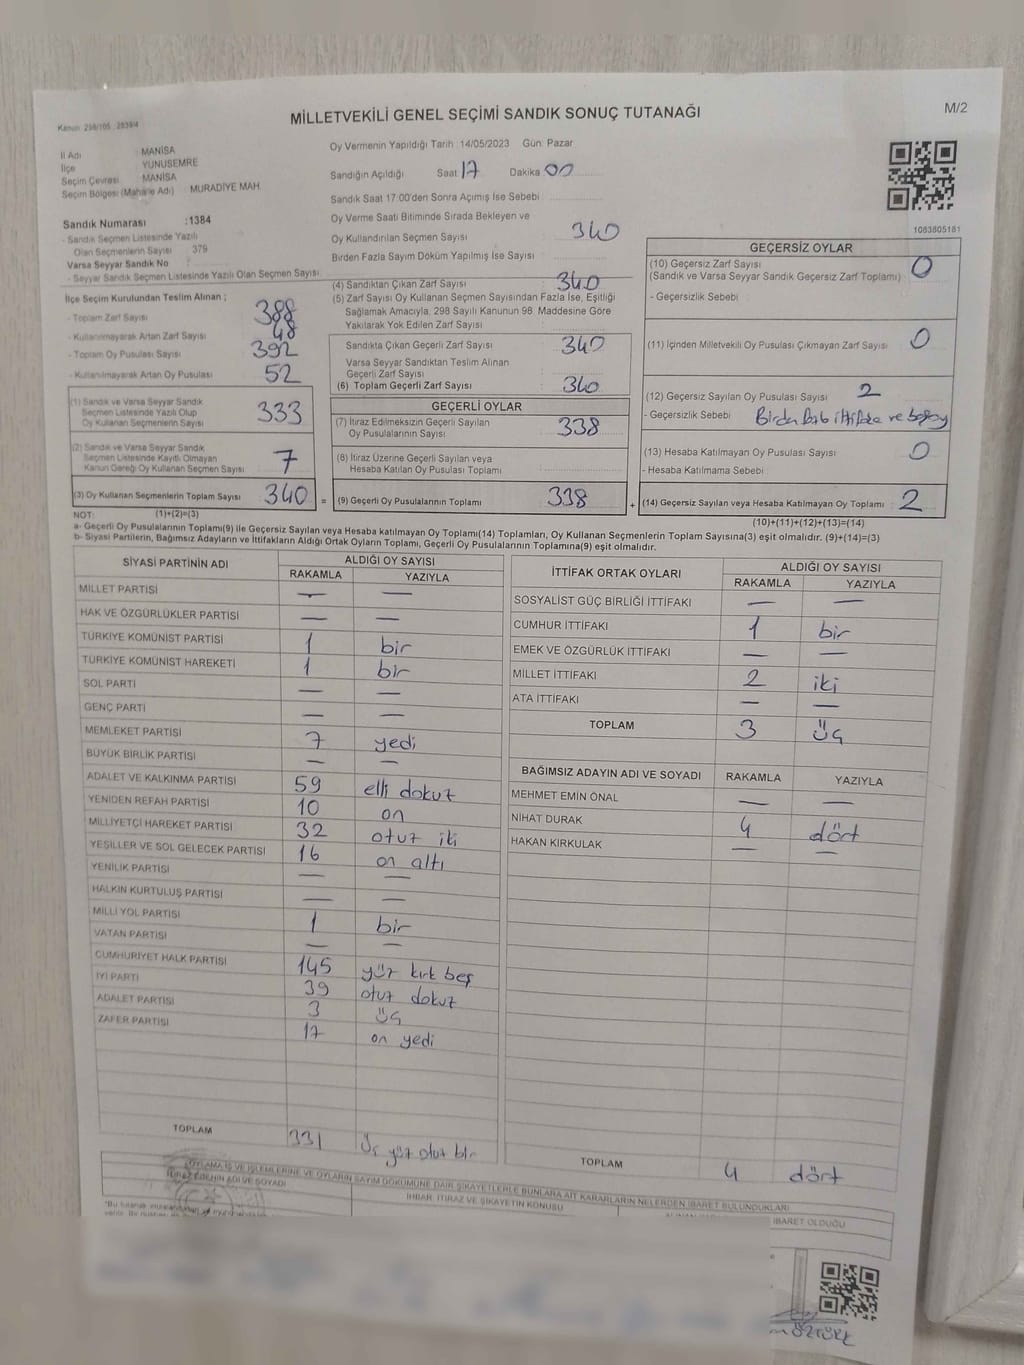 Kanun: 298/105 2839/4
MİLLETVEKİLİ GENEL SEÇİMİ SANDIK SONUÇ TUTANAĞI
M/2
İl Adı : MANİSA
İlçe : YUNUSEMRE
Seçim Çevresi : MANİSA
Seçim Bölgesi (Mahalle Adı) : MURADİYE MAH.
Sandık Numarası :1384
- Sandık Seçmen Listesinde Yazılı
Olan Seçmenlerin Sayısı : 379
Varsa Seyyar Sandık No :
- Seyyar Sandık Seçmen Listesinde Yazılı Olan Seçmen Sayısı :
Oy Vermenin Yapıldığı Tarih :14/05/2023 Gün: Pazar
Sandığın Açıldığı Saat 17 Dakika 00
Sandık Saat 17:00'den Sonra Açımış İse Sebebi
Oy Verme Saati Bitiminde Sırada Bekleyen ve
Oy Kullandırılan Seçmen Sayısı : 340
Birden Fazla Sayım Döküm Yapılmış İse Sayısı :
1083805181
İlçe Seçim Kurulundan Teslim Alınan ;
- Toplam Zarf Sayısı : 388
- Kullanılmayarak Artan Zarf Sayısı : 48
- Toplam Oy Pusulası Sayısı : 392
- Kullanılmayarak Artan Oy Pusulası : 52
(1) Sandık ve Varsa Seyyar Sandık
Seçmen Listesinde Yazılı Olup
Oy Kullanan Seçmenlerin Sayısı : 333
(2) Sandık ve Varsa Seyyar Sandık
Seçmen Listesinde Kayıtlı Olmayan
Kanun Gereği Oy Kullanan Seçmen Sayısı : 7
(3) Oy Kullanan Seçmenlerin Toplam Sayısı : 340 =
(4) Sandıktan Çıkan Zarf Sayısı : 340
(5) Zarf Sayısı Oy Kullanan Seçmen Sayısından Fazla İse, Eşitliği
Sağlamak Amacıyla, 298 Sayılı Kanunun 98. Maddesine Göre
Yakılarak Yok Edilen Zarf Sayısı :
Sandıkta Çıkan Geçerli Zarf Sayısı : 340
Varsa Seyyar Sandıktan Teslim Alınan
Geçerli Zarf Sayısı :
(6) Toplam Geçerli Zarf Sayısı : 340
GEÇERLİ OYLAR
(7) İtiraz Edilmeksizin Geçerli Sayılan
Oy Pusulalarının Sayısı : 338
(8) İtiraz Üzerine Geçerli Sayılan veya
Hesaba Katılan Oy Pusulası Toplamı :
(9) Geçerli Oy Pusulalarının Toplamı : 338 +
GEÇERSİZ OYLAR
(10) Geçersiz Zarf Sayısı : 0
(Sandık ve Varsa Seyyar Sandık Geçersiz Zarf Toplamı)
- Geçersizlik Sebebi :
(11) İçinden Milletvekili Oy Pusulası Çıkmayan Zarf Sayısı : 0
(12) Geçersiz Sayılan Oy Pusulası Sayısı : 2
- Geçersizlik Sebebi : ittifak ve
(13) Hesaba Katılmayan Oy Pusulası Sayısı : 0
- Hesaba Katılmama Sebebi :
(14) Geçersiz Sayılan veya Hesaba Katılmayan Oy Toplamı : 2
NOT: (1)+(2)=(3)
(10)+(11)+(12)+(13)=(14)
a- Geçerli Oy Pusulalarının Toplamı(9) ile Geçersiz Sayılan veya Hesaba katılmayan Oy Toplamı(14) Toplamları, Oy Kullanan Seçmenlerin Toplam Sayısına(3) eşit olmalıdır. (9)+(14)=(3)
b- Siyasi Partilerin, Bağımsız Adayların ve İttifakların Aldığı Ortak Oyların Toplamı, Geçerli Oy Pusulalarının Toplamına(9) eşit olmalıdır.
SİYASİ PARTİNİN ADI ALDIĞI OY SAYISI
RAKAMLA YAZIYLA
MİLLET PARTİSİ — —
HAK VE ÖZGÜRLÜKLER PARTİSİ — —
TÜRKİYE KOMÜNİST PARTİSİ 1 bir
TÜRKİYE KOMÜNİST HAREKETİ 1 bir
SOL PARTİ — —
GENÇ PARTİ — —
MEMLEKET PARTİSİ 7 yedi
BÜYÜK BİRLİK PARTİSİ — —
ADALET VE KALKINMA PARTİSİ 59 elli dokuz
YENİDEN REFAH PARTİSİ 10 on
MİLLİYETÇİ HAREKET PARTİSİ 32 otuz iki
YEŞİLLER VE SOL GELECEK PARTİSİ 16 on altı
YENİLİK PARTİSİ — —
HALKIN KURTULUŞ PARTİSİ — —
MİLLİ YOL PARTİSİ 1 bir
VATAN PARTİSİ — —
CUMHURİYET HALK PARTİSİ 145 yüz kırk beş
İYİ PARTİ 39 otuz dokuz
ADALET PARTİSİ 3 üç
ZAFER PARTİSİ 17 on yedi
TOPLAM 331 Üç yüz otuz bir
İTTİFAK ORTAK OYLARI ALDIĞI OY SAYISI
RAKAMLA YAZIYLA
SOSYALİST GÜÇ BİRLİĞİ İTTİFAKI — —
CUMHUR İTTİFAKI 1 bir
EMEK VE ÖZGÜRLÜK İTTİFAKI — —
MİLLET İTTİFAKI 2 iki
ATA İTTİFAKI — —
TOPLAM 3 üç
BAĞIMSIZ ADAYIN ADI VE SOYADI RAKAMLA YAZIYLA
MEHMET EMİN ÖNAL — —
NİHAT DURAK 4 dört
HAKAN KIRKULAK — —
TOPLAM 4 dört
OYLAMA İŞ VE İŞLEMLERİNE VE OYLARIN SAYIM DÖKÜMÜNE DAİR ŞİKAYETLERLE BUNLARA AİT KARARLARIN NELERDEN İBARET BULUNDUKLARI
ADI VE SOYADI
İHBAR, İTİRAZ VE ŞİKAYETİN KONUSU
İBARET OLDUĞU
ÖZTÜRK